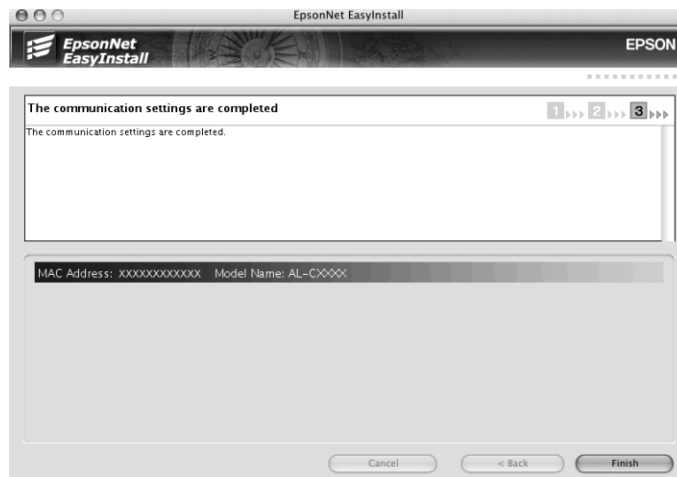 EpsonNet EasyInstall
EpsonNet
EasyInstall
EPSON
The communication settings are completed
1 2 3
The communication settings are completed.
MAC Address: XXXXXXXXXXXX Model Name: AL-CXXXX
Cancel
< Back
Finish